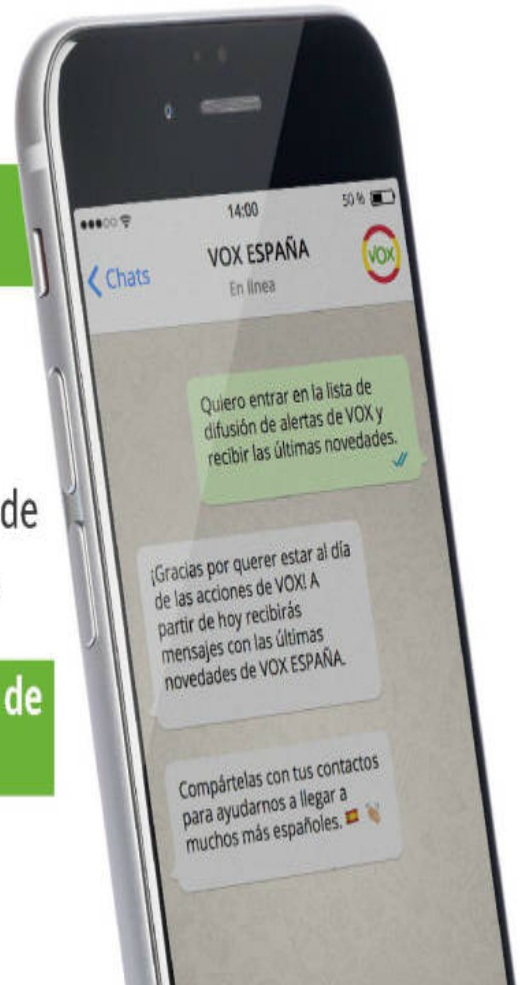 14:00
50 %
Chats
VOX ESPAÑA
En línea
VOX
Quiero entrar en la lista de
difusión de alertas de VOX y
recibir las últimas novedades.
de
¡Gracias por querer estar al día
de las acciones de VOX! A
partir de hoy recibirás
mensajes con las últimas
novedades de VOX ESPAÑA.
de
Compártelas con tus contactos
para ayudarnos a llegar a
muchos más españoles. 🇪🇸 👏🏼